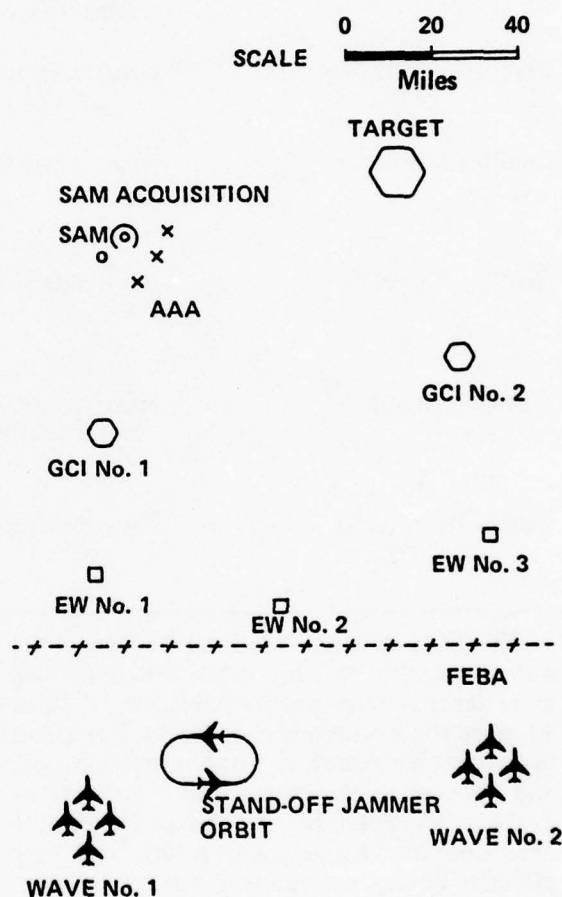 0 20 40
SCALE
Miles
TARGET
SAM ACQUISITION
SAM
AAA
GCI No. 2
GCI No. 1
EW No. 3
EW No. 1
EW No. 2
FEBA
STAND-OFF JAMMER
ORBIT
WAVE No. 2
WAVE No. 1